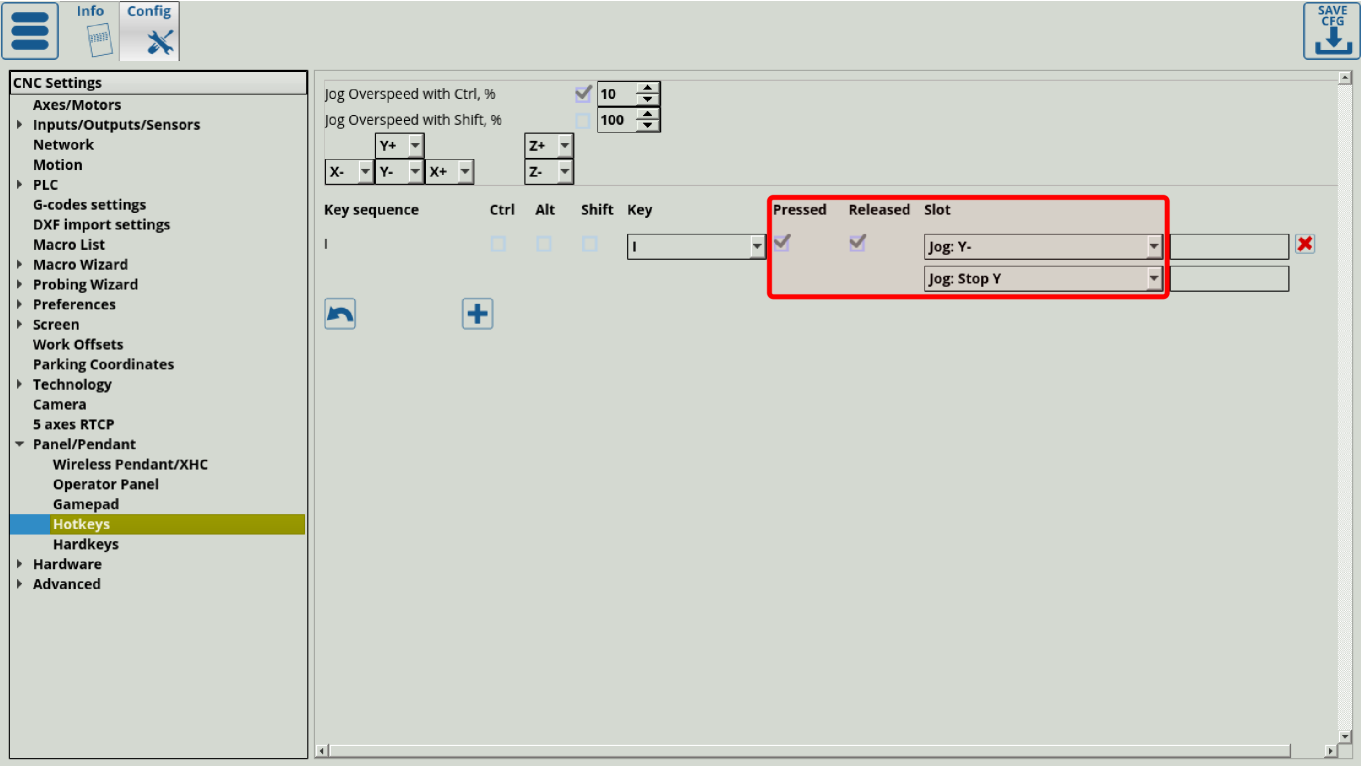 Info
Config
SAVE
CFG
CNC Settings
Axes/Motors
Inputs/Outputs/Sensors
Network
Motion
PLC
G-codes settings
DXF import settings
Macro List
Macro Wizard
Probing Wizard
Preferences
Screen
Work Offsets
Parking Coordinates
Technology
Camera
5 axes RTCP
Panel/Pendant
Wireless Pendant/XHC
Operator Panel
Gamepad
Hotkeys
Hardkeys
Hardware
Advanced
Jog Overspeed with Ctrl, % 10
Jog Overspeed with Shift, % 100
Y+ Z+
X- Y- X+ Z-
Key sequence Ctrl Alt Shift Key Pressed Released Slot
I I Jog: Y-
Jog: Stop Y